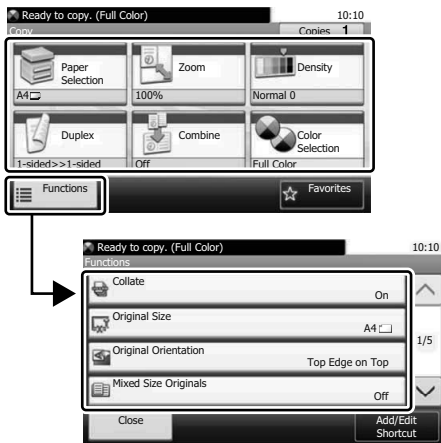 Ready to copy. (Full Color) 10:10
Copy Copies 1
Paper
Selection
A4
Zoom
100%
Density
Normal 0
Duplex
1-sided>>1-sided
Combine
Off
Color
Selection
Full Color
Functions
Favorites
Ready to copy. (Full Color) 10:10
Functions
Collate
On
Original Size
A4
1/5
Original Orientation
Top Edge on Top
Mixed Size Originals
Off
Close
Add/Edit
Shortcut